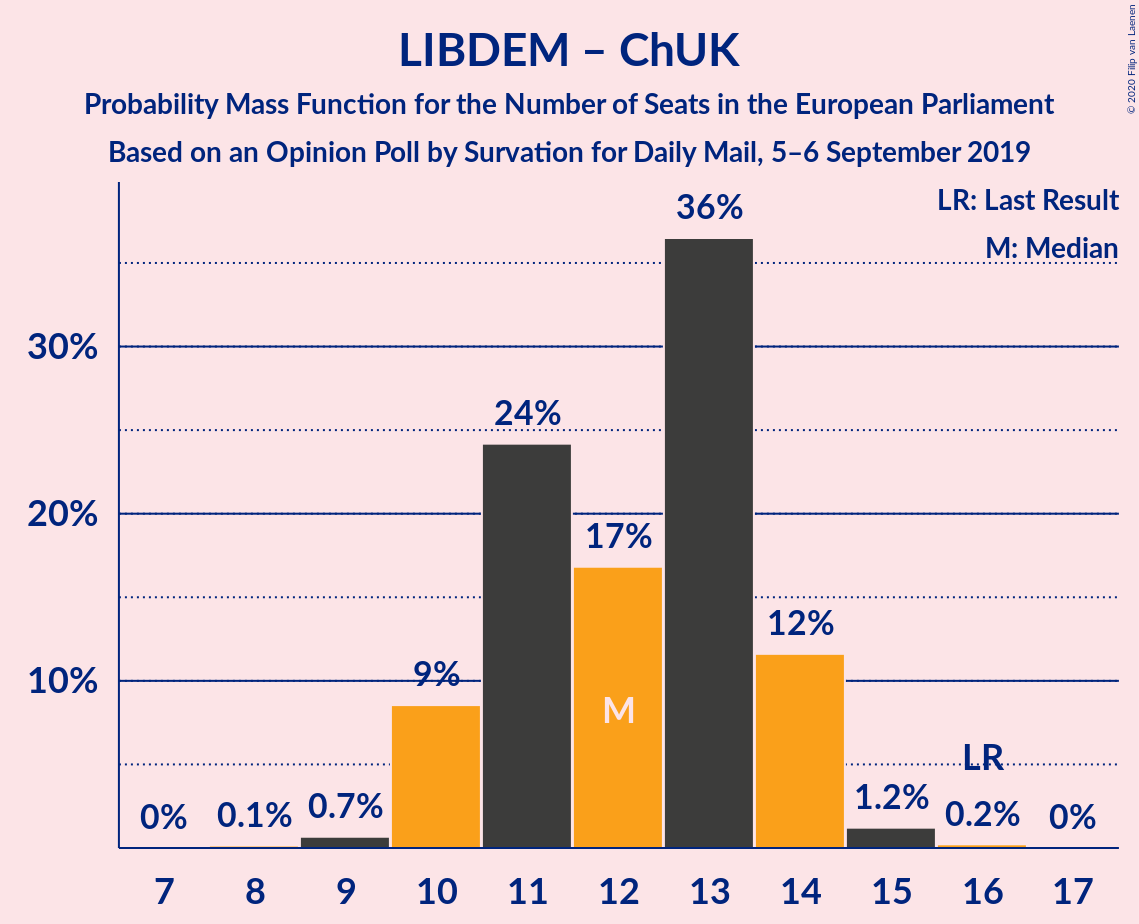 LIBDEM – ChUK
Probability Mass Function for the Number of Seats in the European Parliament
Based on an Opinion Poll by Survation for Daily Mail, 5–6 September 2019
© 2020 Filip van Laenen
LR: Last Result
M: Median
30%
20%
10%
0%
0.1%
0.7%
9%
24%
17%
M
36%
12%
1.2%
LR
0.2%
0%
7 8 9 10 11 12 13 14 15 16 17